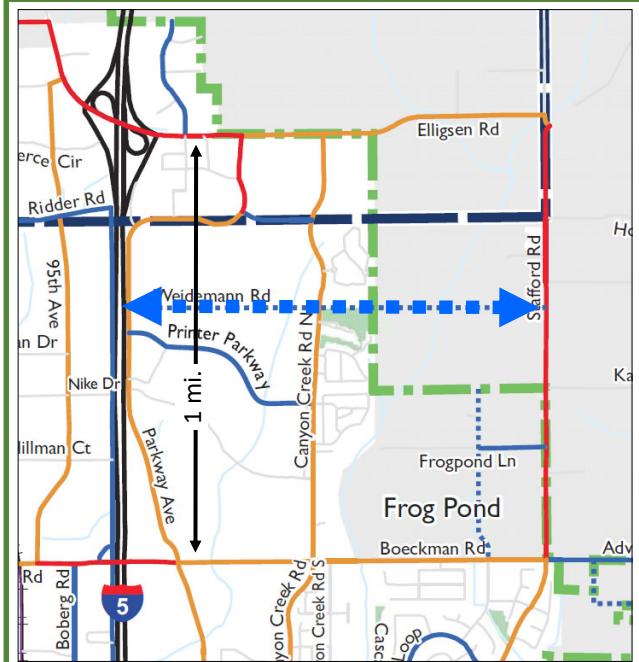 Elligsen Rd
erce Cir
Ridder Rd
Ho
Stafford Rd
95th Ave
Weidemann Rd
Printer Parkway
Canyon Creek Rd N
an Dr
Nike Dr
1 mi.
Ka
illman Ct
Parkway Ave
Frogpond Ln
Frog Pond
Boeckman Rd
Adv
Rd
Boberg Rd
5
Canyon Creek Rd
Canyon Creek Rd S
Casc
Loop